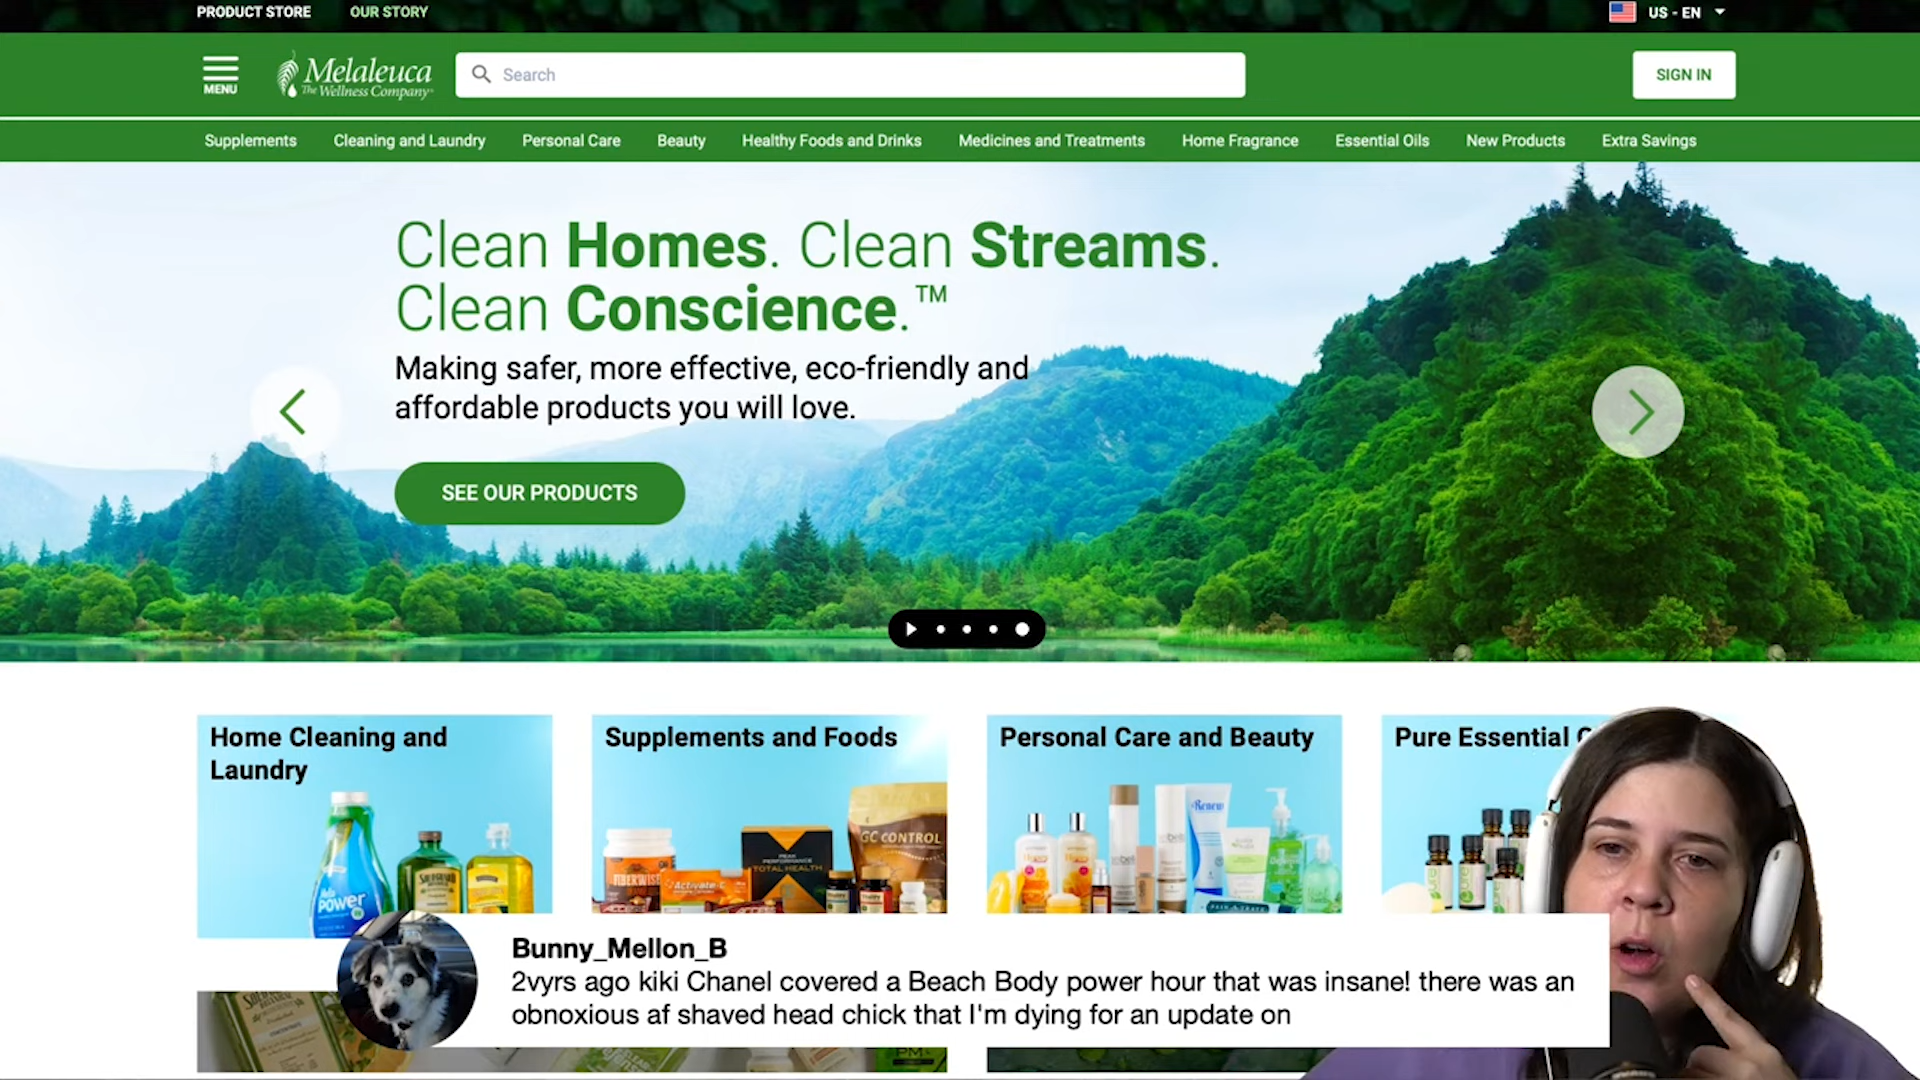 PRODUCT STORE
OUR STORY
US - EN
MENU
Melaleuca
The Wellness Company
Search
SIGN IN
Supplements
Cleaning and Laundry
Personal Care
Beauty
Healthy Foods and Drinks
Medicines and Treatments
Home Fragrance
Essential Oils
New Products
Extra Savings
Clean Homes. Clean Streams.
Clean Conscience.™
Making safer, more effective, eco-friendly and
affordable products you will love.
SEE OUR PRODUCTS
Home Cleaning and
Laundry
Supplements and Foods
Personal Care and Beauty
Pure Essential
POWER
FIBERWISE
Activate-C
PEAK
PERFORMANCE
TOTAL HEALTH
GC CONTROL
Renew
Bunny_Mellon_B
2vyrs ago kiki Chanel covered a Beach Body power hour that was insane! there was an
obnoxious af shaved head chick that I'm dying for an update on